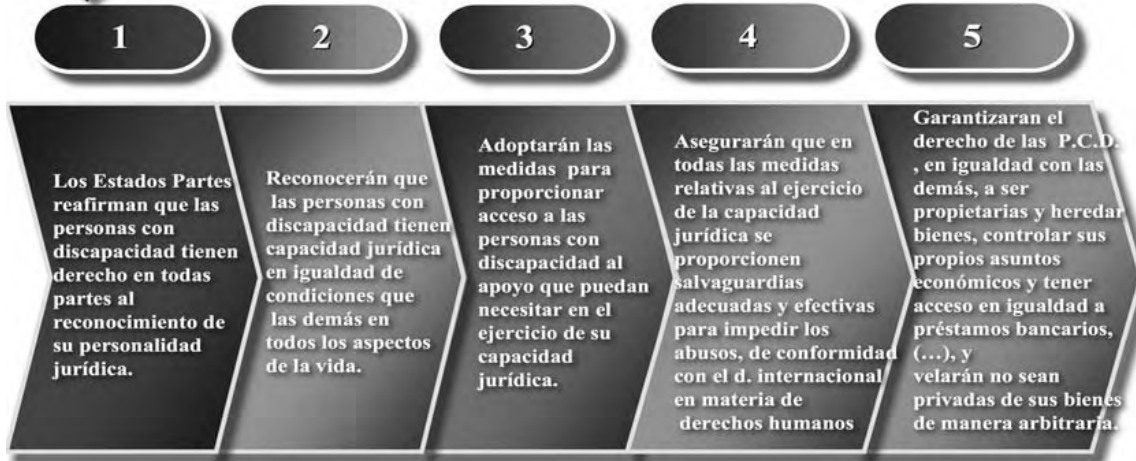 1
2
3
4
5
Los Estados Partes
reafirman que las
personas con
discapacidad tienen
derecho en todas
partes al
reconocimiento de
su personalidad
jurídica.
Reconocerán que
las personas con
discapacidad tienen
capacidad jurídica
en igualdad de
condiciones que
las demás en
todos los aspectos
de la vida.
Adoptarán las
medidas para
proporcionar
acceso a las
personas con
discapacidad al
apoyo que puedan
necesitar en el
ejercicio de su
capacidad
jurídica.
Asegurarán que en
todas las medidas
relativas al ejercicio
de la capacidad
jurídica se
proporcionen
salvaguardias
adecuadas y efectivas
para impedir los
abusos, de conformidad
con el d. internacional
en materia de
derechos humanos
Garantizaran el
derecho de las P.C.D.
, en igualdad con las
demás, a ser
propietarias y heredar
bienes, controlar sus
propios asuntos
económicos y tener
acceso en igualdad a
préstamos bancarios,
(…), y
velarán no sean
privadas de sus bienes
de manera arbitraria.